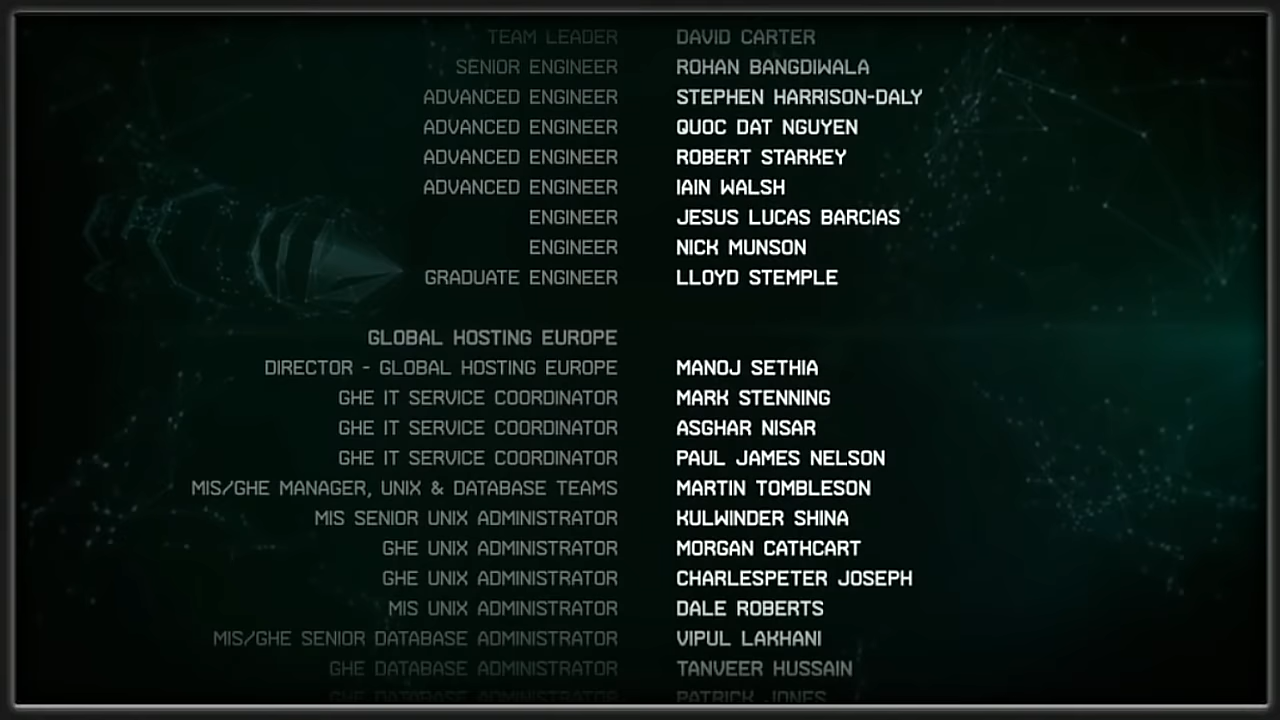 TEAM LEADER DAVID CARTER
SENIOR ENGINEER ROHAN BANGDIWALA
ADVANCED ENGINEER STEPHEN HARRISON-DALY
ADVANCED ENGINEER QUOC DAT NGUYEN
ADVANCED ENGINEER ROBERT STARKEY
ADVANCED ENGINEER IAIN WALSH
ENGINEER JESUS LUCAS BARCIAS
ENGINEER NICK MUNSON
GRADUATE ENGINEER LLOYD STEMPLE
GLOBAL HOSTING EUROPE
DIRECTOR - GLOBAL HOSTING EUROPE MANOJ SETHIA
GHE IT SERVICE COORDINATOR MARK STENNING
GHE IT SERVICE COORDINATOR ASGHAR NISAR
GHE IT SERVICE COORDINATOR PAUL JAMES NELSON
MIS/GHE MANAGER, UNIX & DATABASE TEAMS MARTIN TOMBLESON
MIS SENIOR UNIX ADMINISTRATOR KULWINDER SHINA
GHE UNIX ADMINISTRATOR MORGAN CATHCART
GHE UNIX ADMINISTRATOR CHARLESPETER JOSEPH
MIS UNIX ADMINISTRATOR DALE ROBERTS
MIS/GHE SENIOR DATABASE ADMINISTRATOR VIPUL LAKHANI
GHE DATABASE ADMINISTRATOR TANVEER HUSSAIN
GHE DATABASE ADMINISTRATOR PATRICK JONES